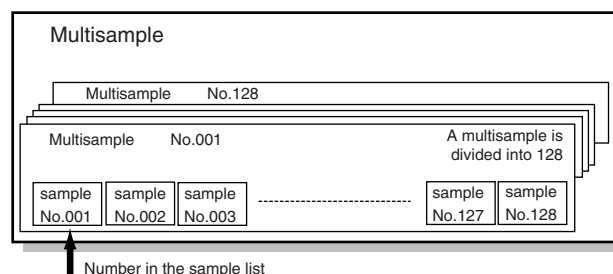 Multisample
Multisample No.128
Multisample No.001
A multisample is
divided into 128
sample sample sample sample sample
No.001 No.002 No.003 No.127 No.128
Number in the sample list